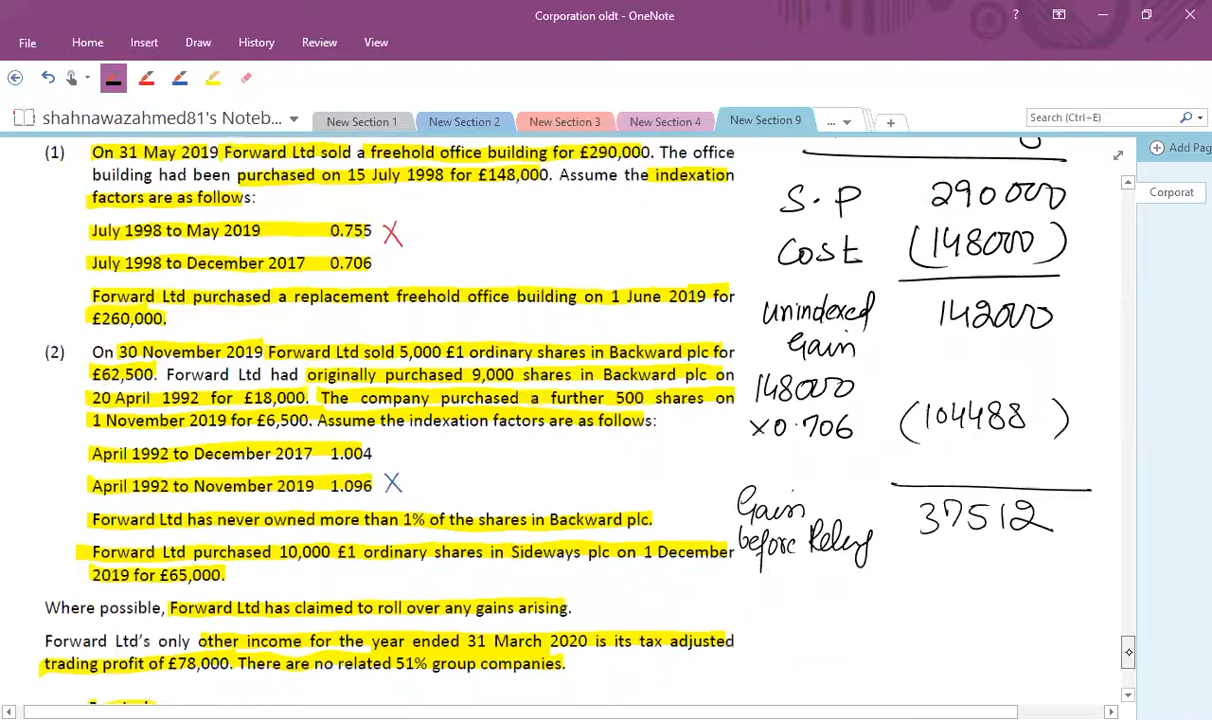 Corporation oldt - OneNote
?
File Home Insert Draw History Review View
shahnawazahmed81's Noteb... New Section 1 New Section 2 New Section 3 New Section 4 New Section 9 ... + Search (Ctrl+E)
Add Pag
Corporat
(1) On 31 May 2019 Forward Ltd sold a freehold office building for £290,000. The office
building had been purchased on 15 July 1998 for £148,000. Assume the indexation
factors are as follows:
July 1998 to May 2019 0.755 X
July 1998 to December 2017 0.706
Forward Ltd purchased a replacement freehold office building on 1 June 2019 for
£260,000.
(2) On 30 November 2019 Forward Ltd sold 5,000 £1 ordinary shares in Backward plc for
£62,500. Forward Ltd had originally purchased 9,000 shares in Backward plc on
20 April 1992 for £18,000. The company purchased a further 500 shares on
1 November 2019 for £6,500. Assume the indexation factors are as follows:
April 1992 to December 2017 1.004
April 1992 to November 2019 1.096 X
Forward Ltd has never owned more than 1% of the shares in Backward plc.
Forward Ltd purchased 10,000 £1 ordinary shares in Sideways plc on 1 December
2019 for £65,000.
Where possible, Forward Ltd has claimed to roll over any gains arising.
Forward Ltd's only other income for the year ended 31 March 2020 is its tax adjusted
trading profit of £78,000. There are no related 51% group companies.
S.P 290000
Cost (148000)
unindexed 142000
Gain
148000
×0.706 (104488)
Gain 37512
before